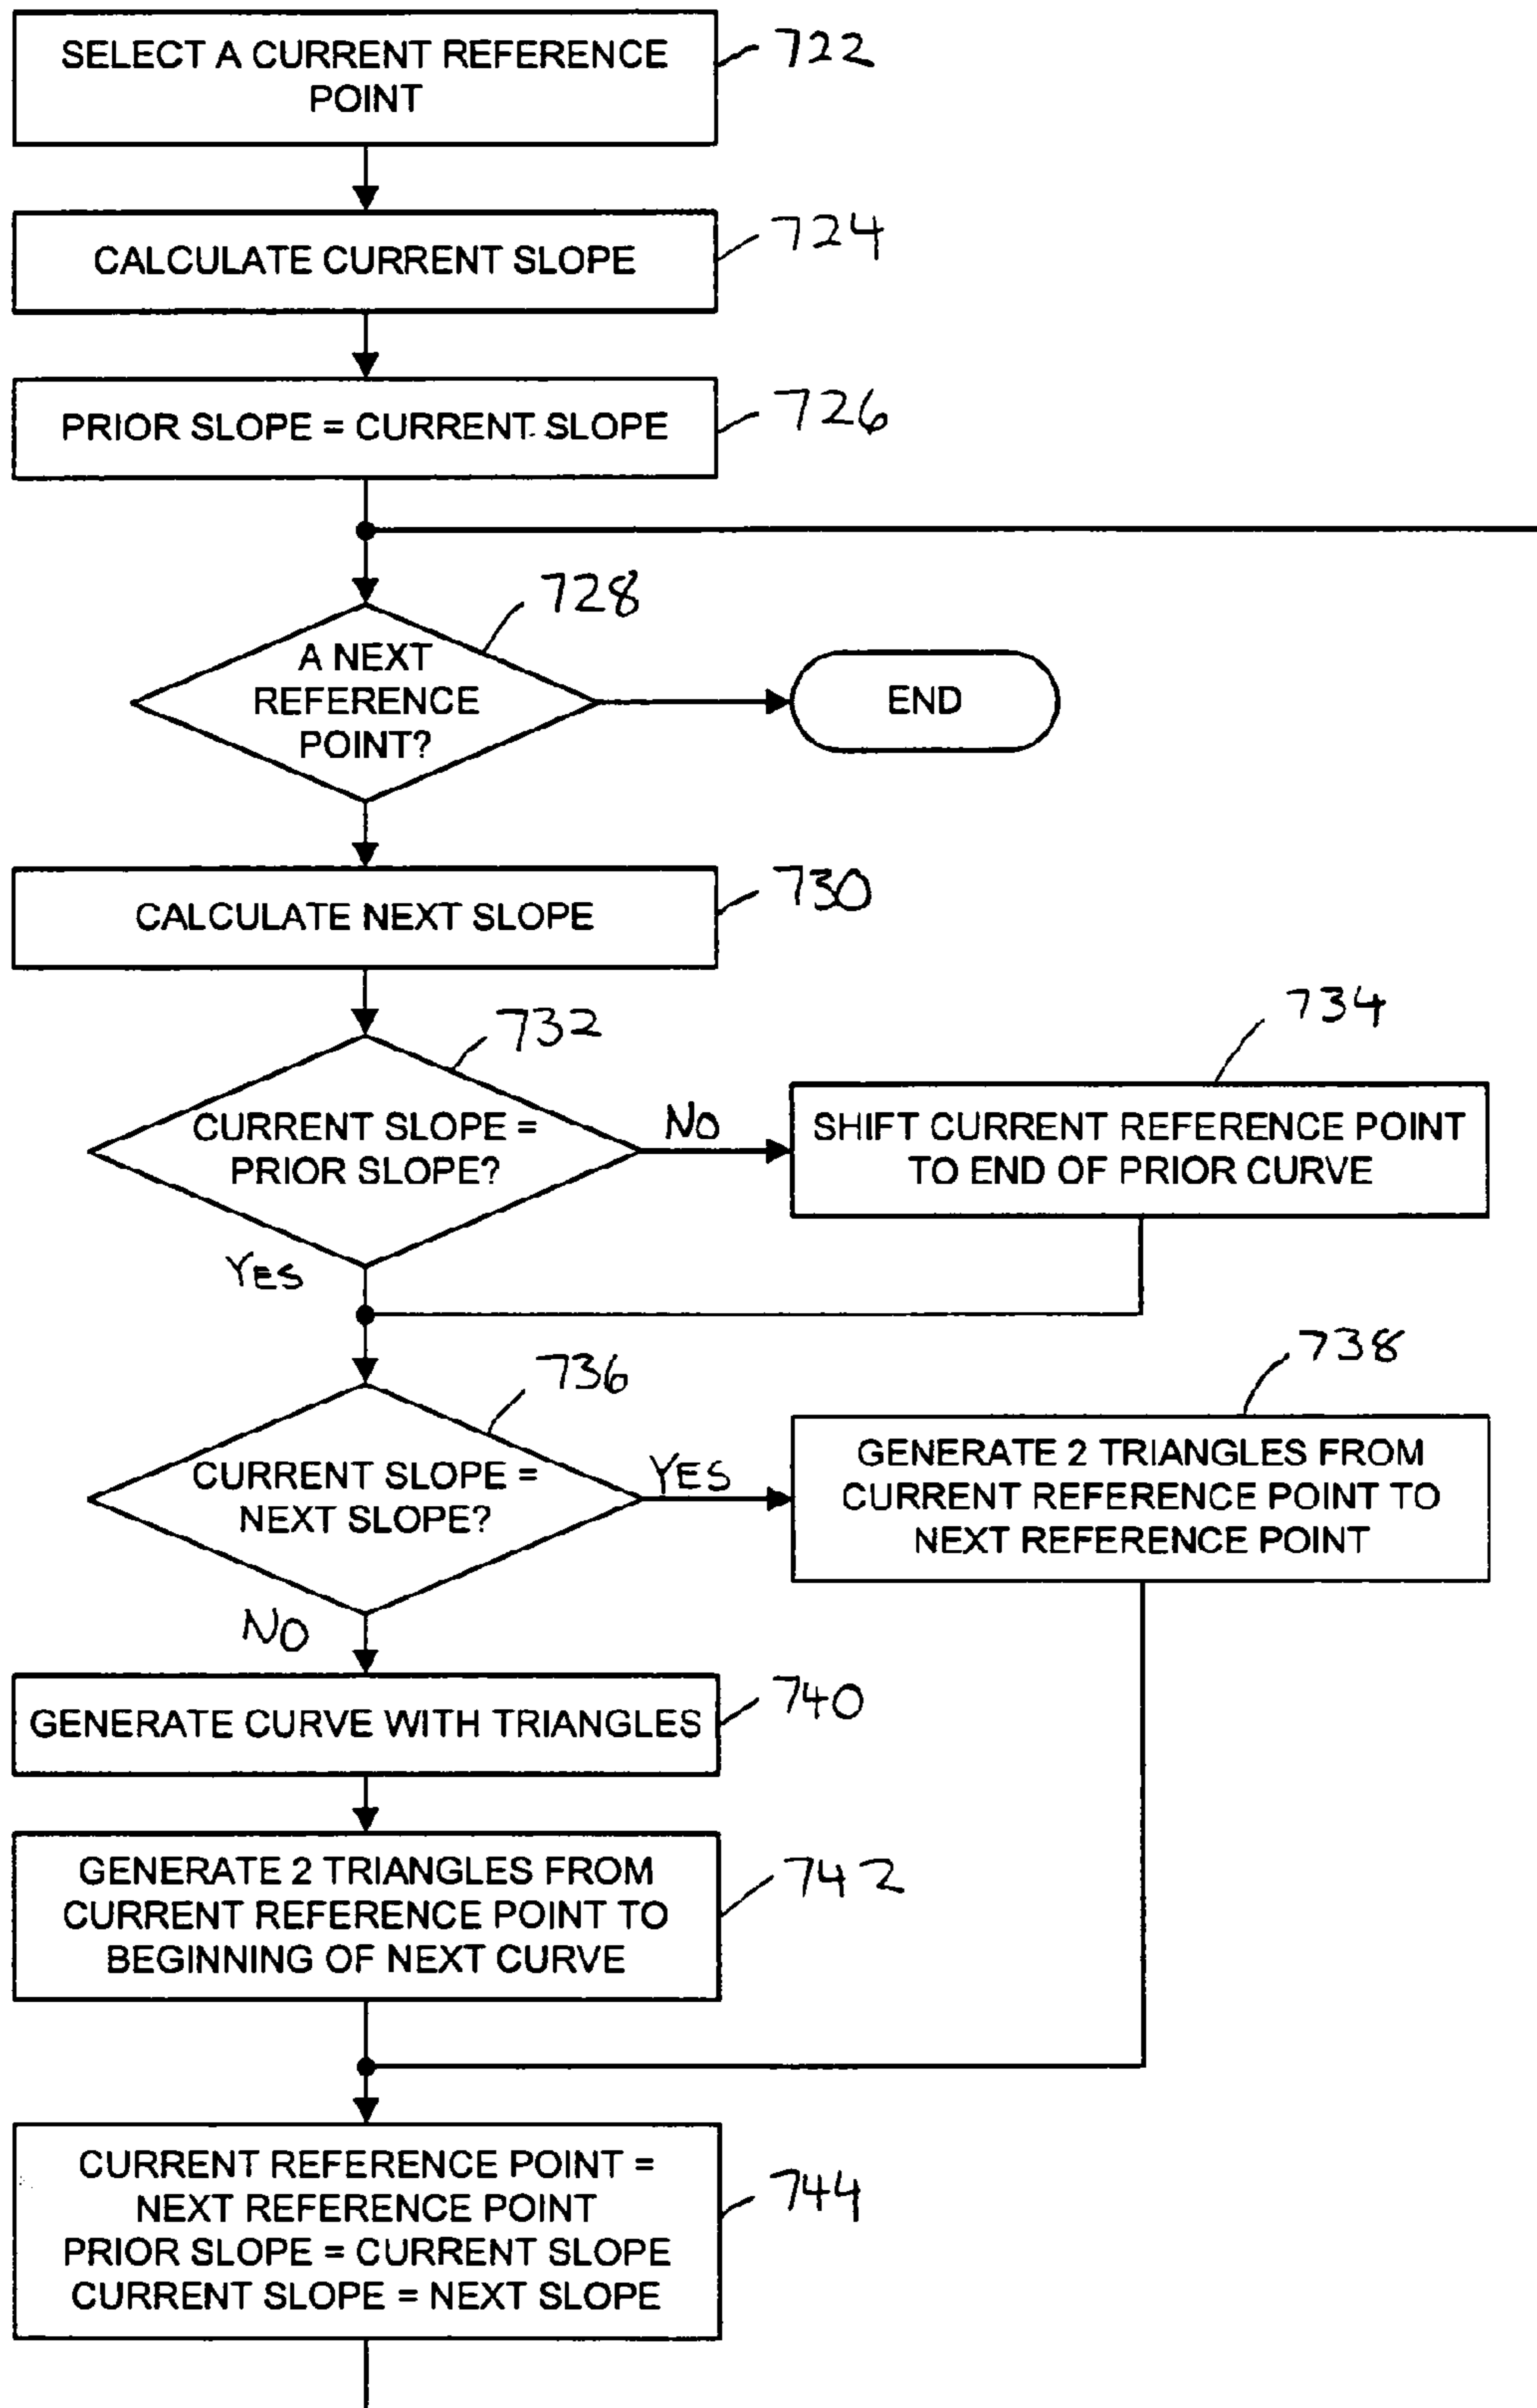 SELECT A CURRENT REFERENCE
POINT
722
CALCULATE CURRENT SLOPE
724
PRIOR SLOPE = CURRENT SLOPE
726
728
A NEXT
REFERENCE
POINT?
END
CALCULATE NEXT SLOPE
730
732
734
CURRENT SLOPE =
PRIOR SLOPE?
NO
SHIFT CURRENT REFERENCE POINT
TO END OF PRIOR CURVE
YES
736
738
CURRENT SLOPE =
NEXT SLOPE?
YES
GENERATE 2 TRIANGLES FROM
CURRENT REFERENCE POINT TO
NEXT REFERENCE POINT
NO
GENERATE CURVE WITH TRIANGLES
740
GENERATE 2 TRIANGLES FROM
CURRENT REFERENCE POINT TO
BEGINNING OF NEXT CURVE
742
CURRENT REFERENCE POINT =
NEXT REFERENCE POINT
PRIOR SLOPE = CURRENT SLOPE
CURRENT SLOPE = NEXT SLOPE
744